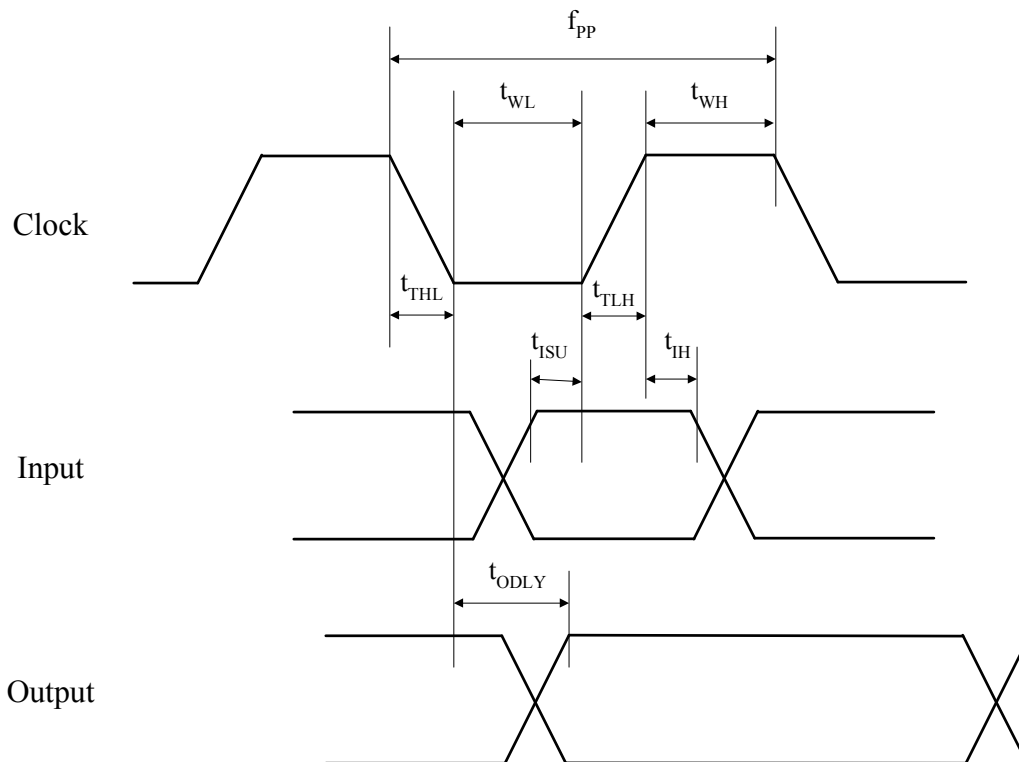 f_PP
t_WL t_WH
Clock
t_THL t_TLH
t_ISU t_IH
Input
t_ODLY
Output